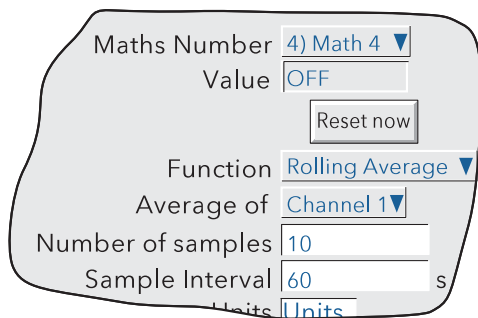 Maths Number 4) Math 4 ▼
Value OFF
Reset now
Function Rolling Average ▼
Average of Channel 1▼
Number of samples 10
Sample Interval 60 s
Units Units